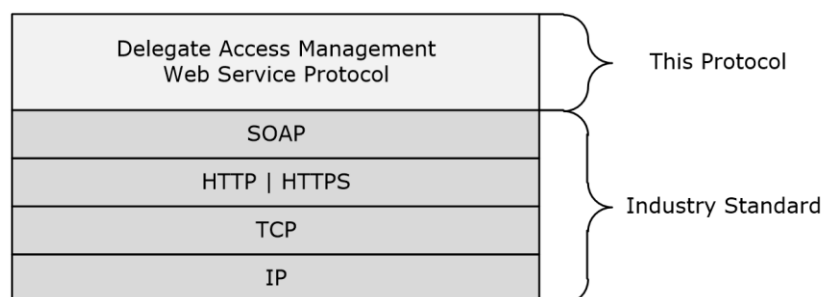 Delegate Access Management
Web Service Protocol
This Protocol
SOAP
HTTP | HTTPS
TCP
IP
Industry Standard